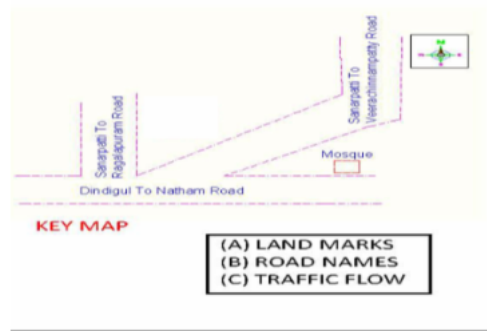 N
Sanarpatti To
Veerachinnampatty Road
Sanarpatti To
Ragalapuram Road
Mosque
Dindigul To Natham Road
KEY MAP
(A) LAND MARKS
(B) ROAD NAMES
(C) TRAFFIC FLOW